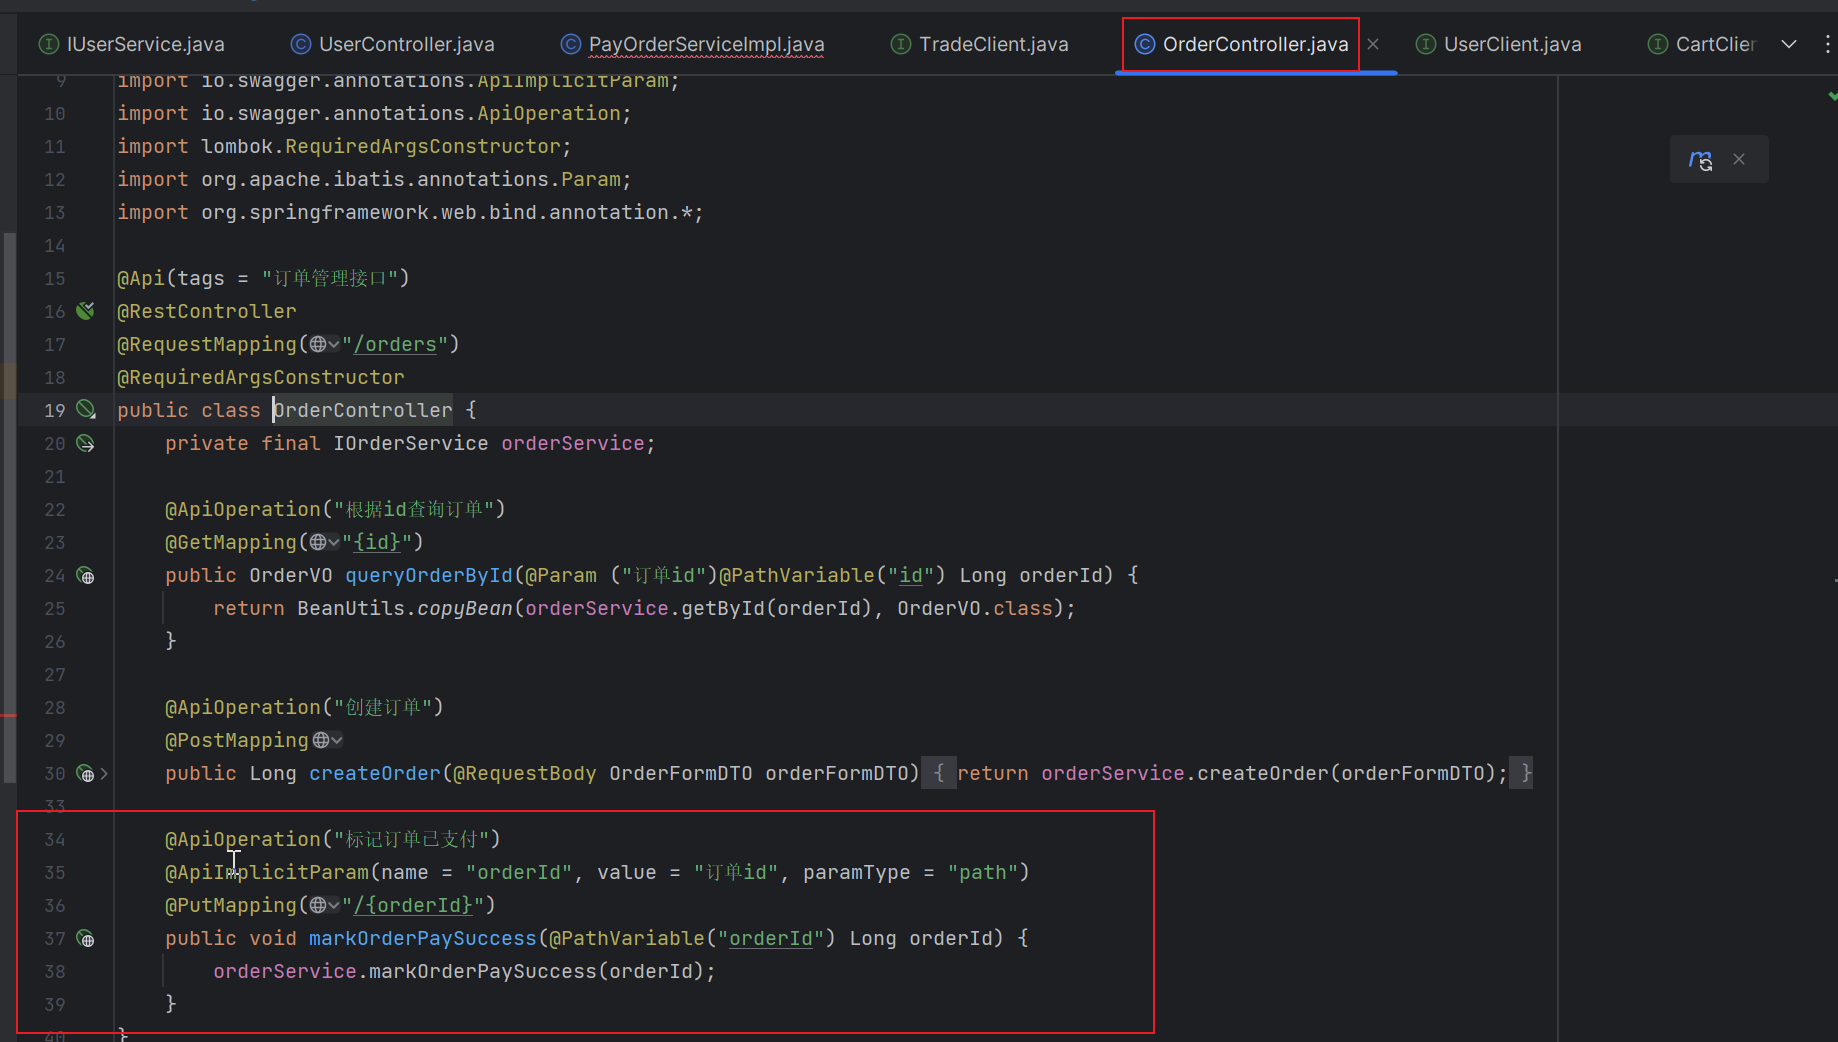 IUserService.java UserController.java PayOrderServiceImpl.java TradeClient.java OrderController.java UserClient.java CartClier
9 import io.swagger.annotations.ApiImplicitParam;
10 import io.swagger.annotations.ApiOperation;
11 import lombok.RequiredArgsConstructor;
12 import org.apache.ibatis.annotations.Param;
13 import org.springframework.web.bind.annotation.*;
14
15 @Api(tags = "订单管理接口")
16 @RestController
17 @RequestMapping("/orders")
18 @RequiredArgsConstructor
19 public class OrderController {
20 private final IOrderService orderService;
21
22 @ApiOperation("根据id查询订单")
23 @GetMapping("{id}")
24 public OrderVO queryOrderById(@Param ("订单id")@PathVariable("id") Long orderId) {
25 return BeanUtils.copyBean(orderService.getById(orderId), OrderVO.class);
26 }
27
28 @ApiOperation("创建订单")
29 @PostMapping
30 public Long createOrder(@RequestBody OrderFormDTO orderFormDTO) { return orderService.createOrder(orderFormDTO); }
33
34 @ApiOperation("标记订单已支付")
35 @ApiImplicitParam(name = "orderId", value = "订单id", paramType = "path")
36 @PutMapping("/{orderId}")
37 public void markOrderPaySuccess(@PathVariable("orderId") Long orderId) {
38 orderService.markOrderPaySuccess(orderId);
39 }
40 }